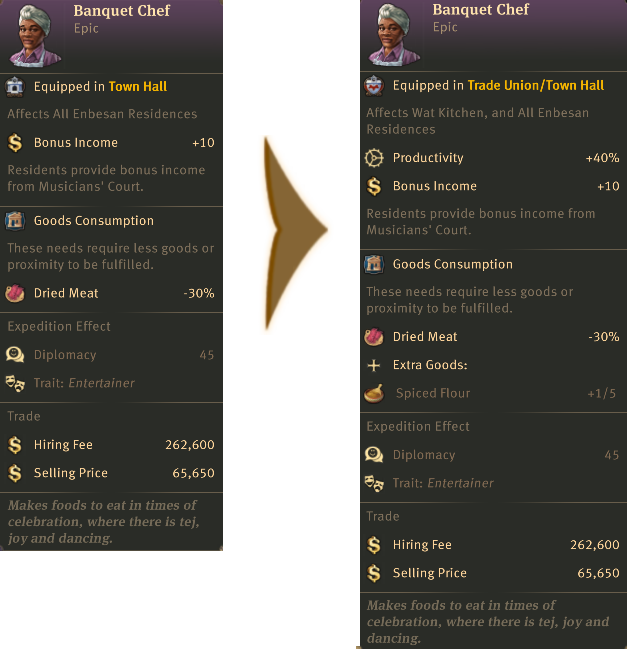 Banquet Chef
Epic
Equipped in Town Hall
Affects All Enbesan Residences
Bonus Income +10
Residents provide bonus income
from Musicians' Court.
Goods Consumption
These needs require less goods or
proximity to be fulfilled.
Dried Meat -30%
Expedition Effect
Diplomacy 45
Trait: Entertainer
Trade
Hiring Fee 262,600
Selling Price 65,650
Makes foods to eat in times of
celebration, where there is tej,
joy and dancing.
Banquet Chef
Epic
Equipped in Trade Union/Town Hall
Affects Wat Kitchen, and All Enbesan
Residences
Productivity +40%
Bonus Income +10
Residents provide bonus income from
Musicians' Court.
Goods Consumption
These needs require less goods or
proximity to be fulfilled.
Dried Meat -30%
Extra Goods:
Spiced Flour +1/5
Expedition Effect
Diplomacy 45
Trait: Entertainer
Trade
Hiring Fee 262,600
Selling Price 65,650
Makes foods to eat in times of
celebration, where there is tej, joy and
dancing.